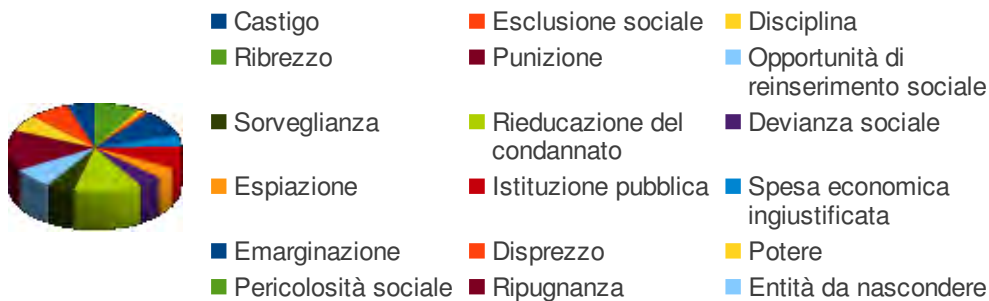 Castigo Esclusione sociale Disciplina
Ribrezzo Punizione Opportunità di
reinserimento sociale
Sorveglianza Rieducazione del Devianza sociale
condannato
Espiazione Istituzione pubblica Spesa economica
ingiustificata
Emarginazione Disprezzo Potere
Pericolosità sociale Ripugnanza Entità da nascondere